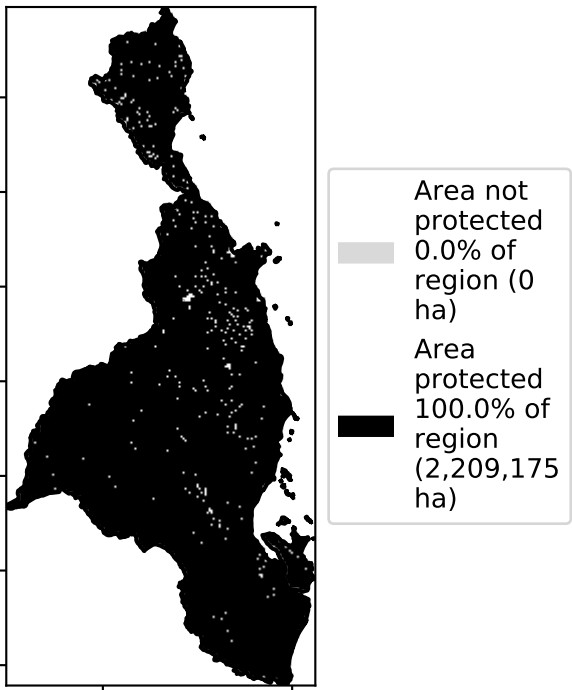 Area not
protected
0.0% of
region (0
ha)
Area
protected
100.0% of
region
(2,209,175
ha)